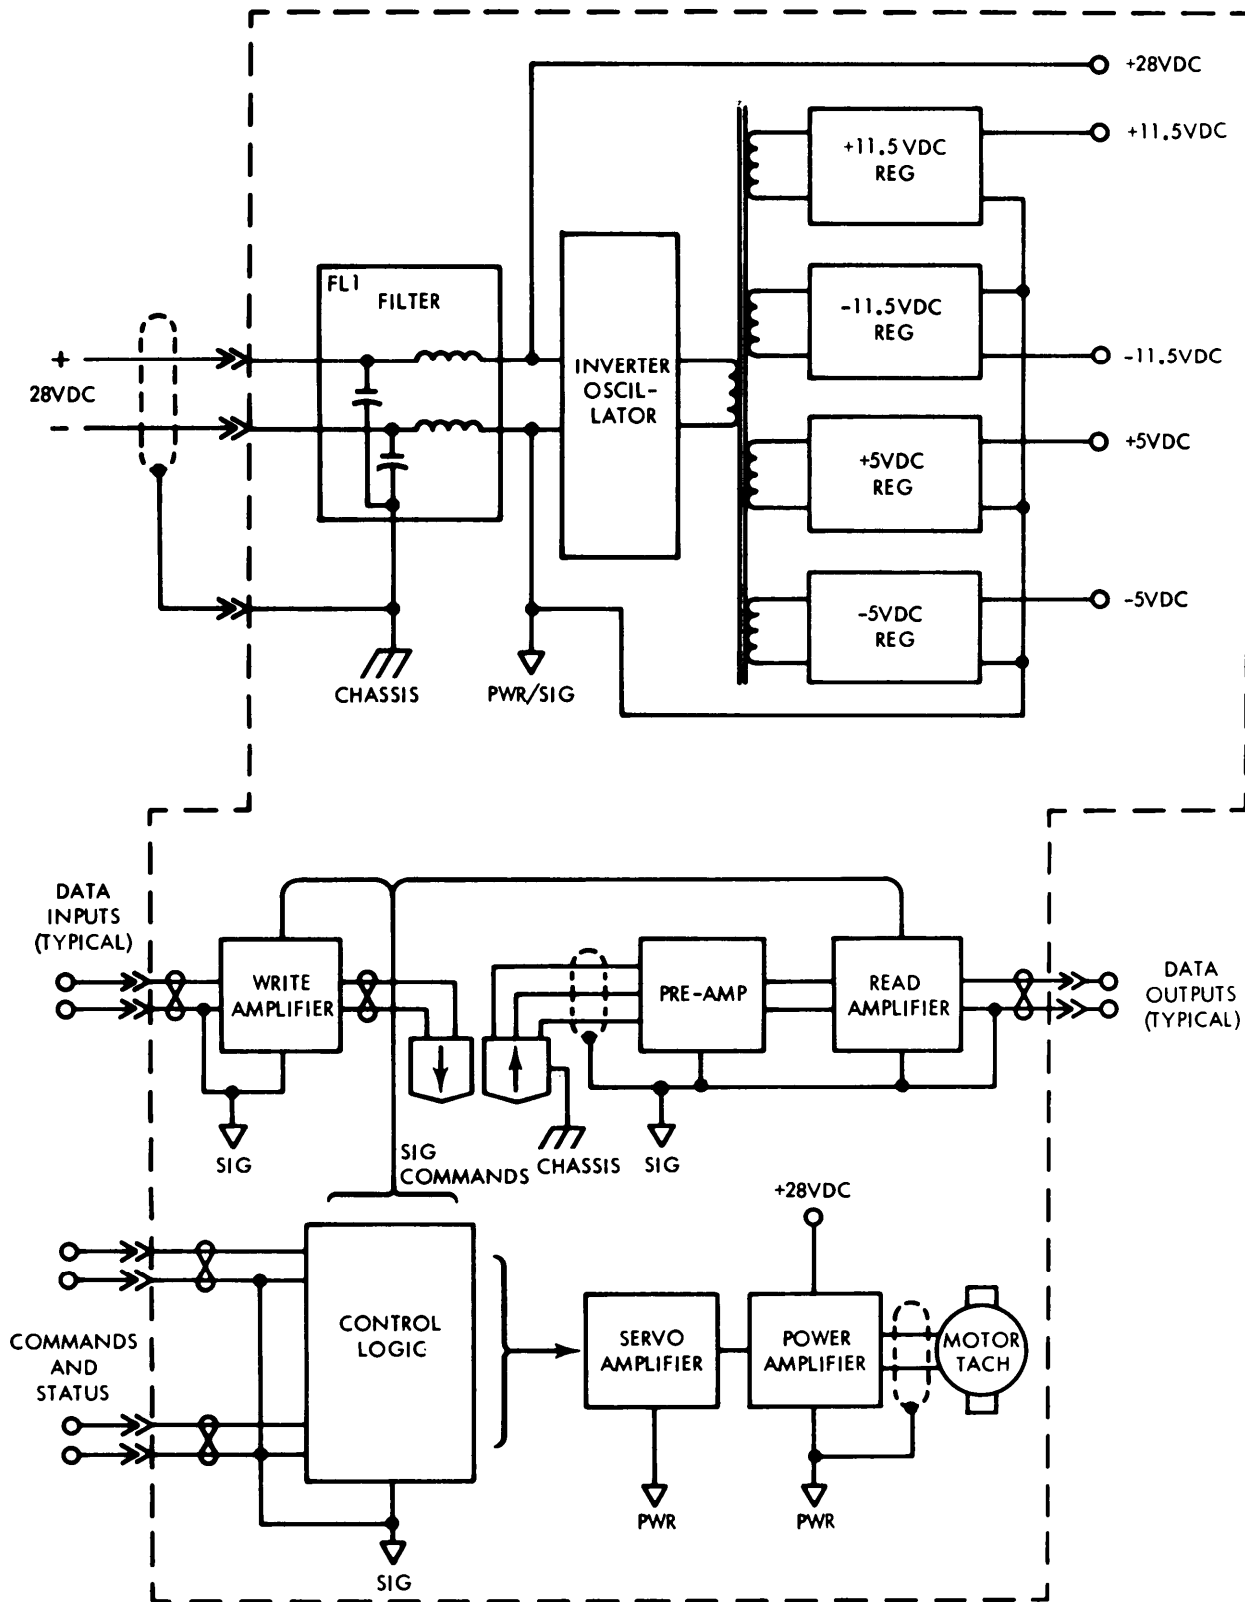 +28VDC
+11.5VDC
+11.5VDC
REG
FL1
FILTER
-11.5VDC
REG
-11.5VDC
+
28VDC
-
INVERTER
OSCIL-
LATOR
+5VDC
REG
+5VDC
-5VDC
REG
-5VDC
CHASSIS
PWR/SIG
DATA
INPUTS
(TYPICAL)
WRITE
AMPLIFIER
PRE-AMP
READ
AMPLIFIER
DATA
OUTPUTS
(TYPICAL)
SIG
SIG
COMMANDS
CHASSIS
SIG
+28VDC
COMMANDS
AND
STATUS
CONTROL
LOGIC
SERVO
AMPLIFIER
POWER
AMPLIFIER
MOTOR
TACH
PWR
PWR
SIG